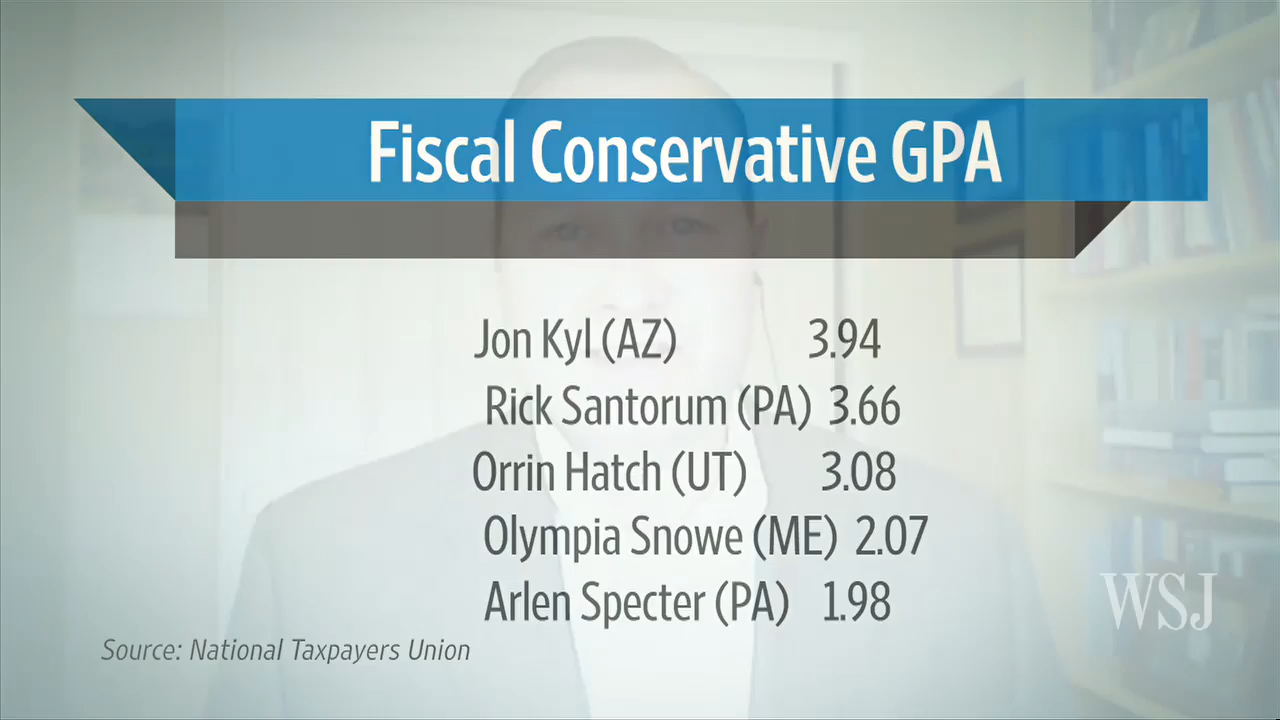 Fiscal Conservative GPA
Jon Kyl (AZ) 3.94
Rick Santorum (PA) 3.66
Orrin Hatch (UT) 3.08
Olympia Snowe (ME) 2.07
Arlen Specter (PA) 1.98
WSJ
Source: National Taxpayers Union